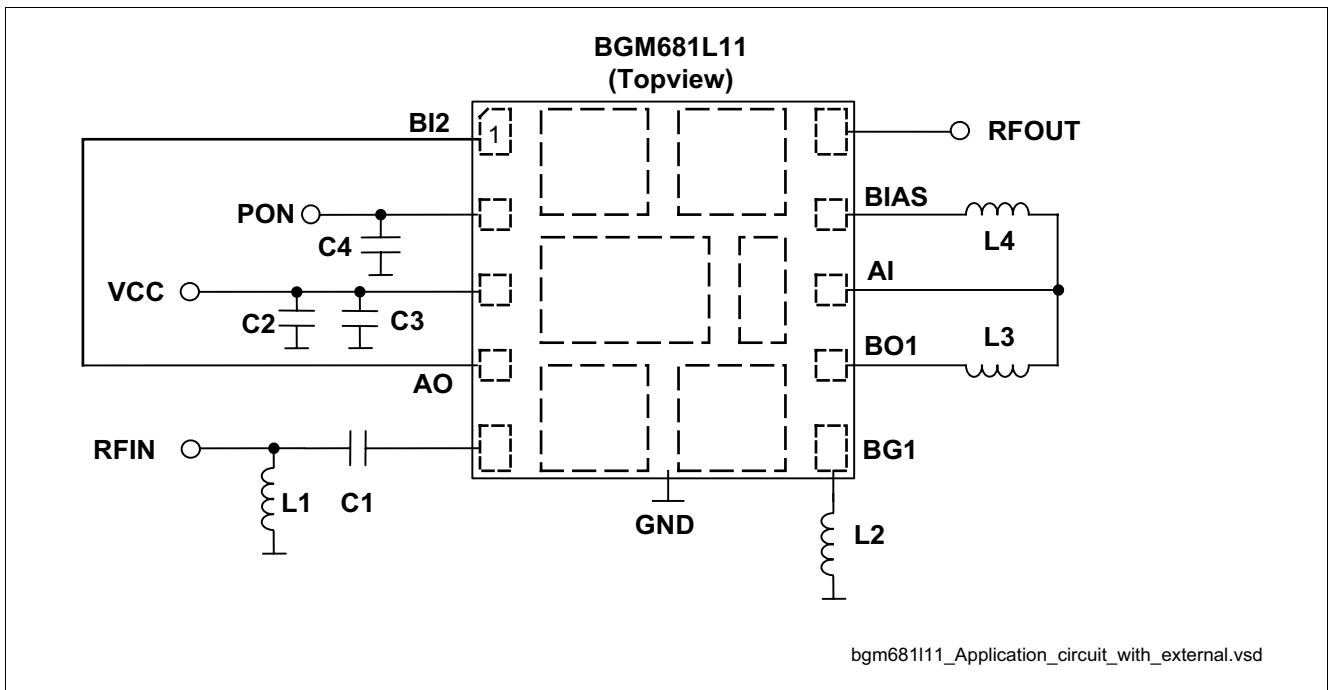 BGM681L11
(Topview)
BI2
1
RFOUT
PON
BIAS
C4
L4
VCC
AI
C2
C3
BO1
L3
AO
RFIN
BG1
L1
C1
GND
L2
bgm681l11_Application_circuit_with_external.vsd